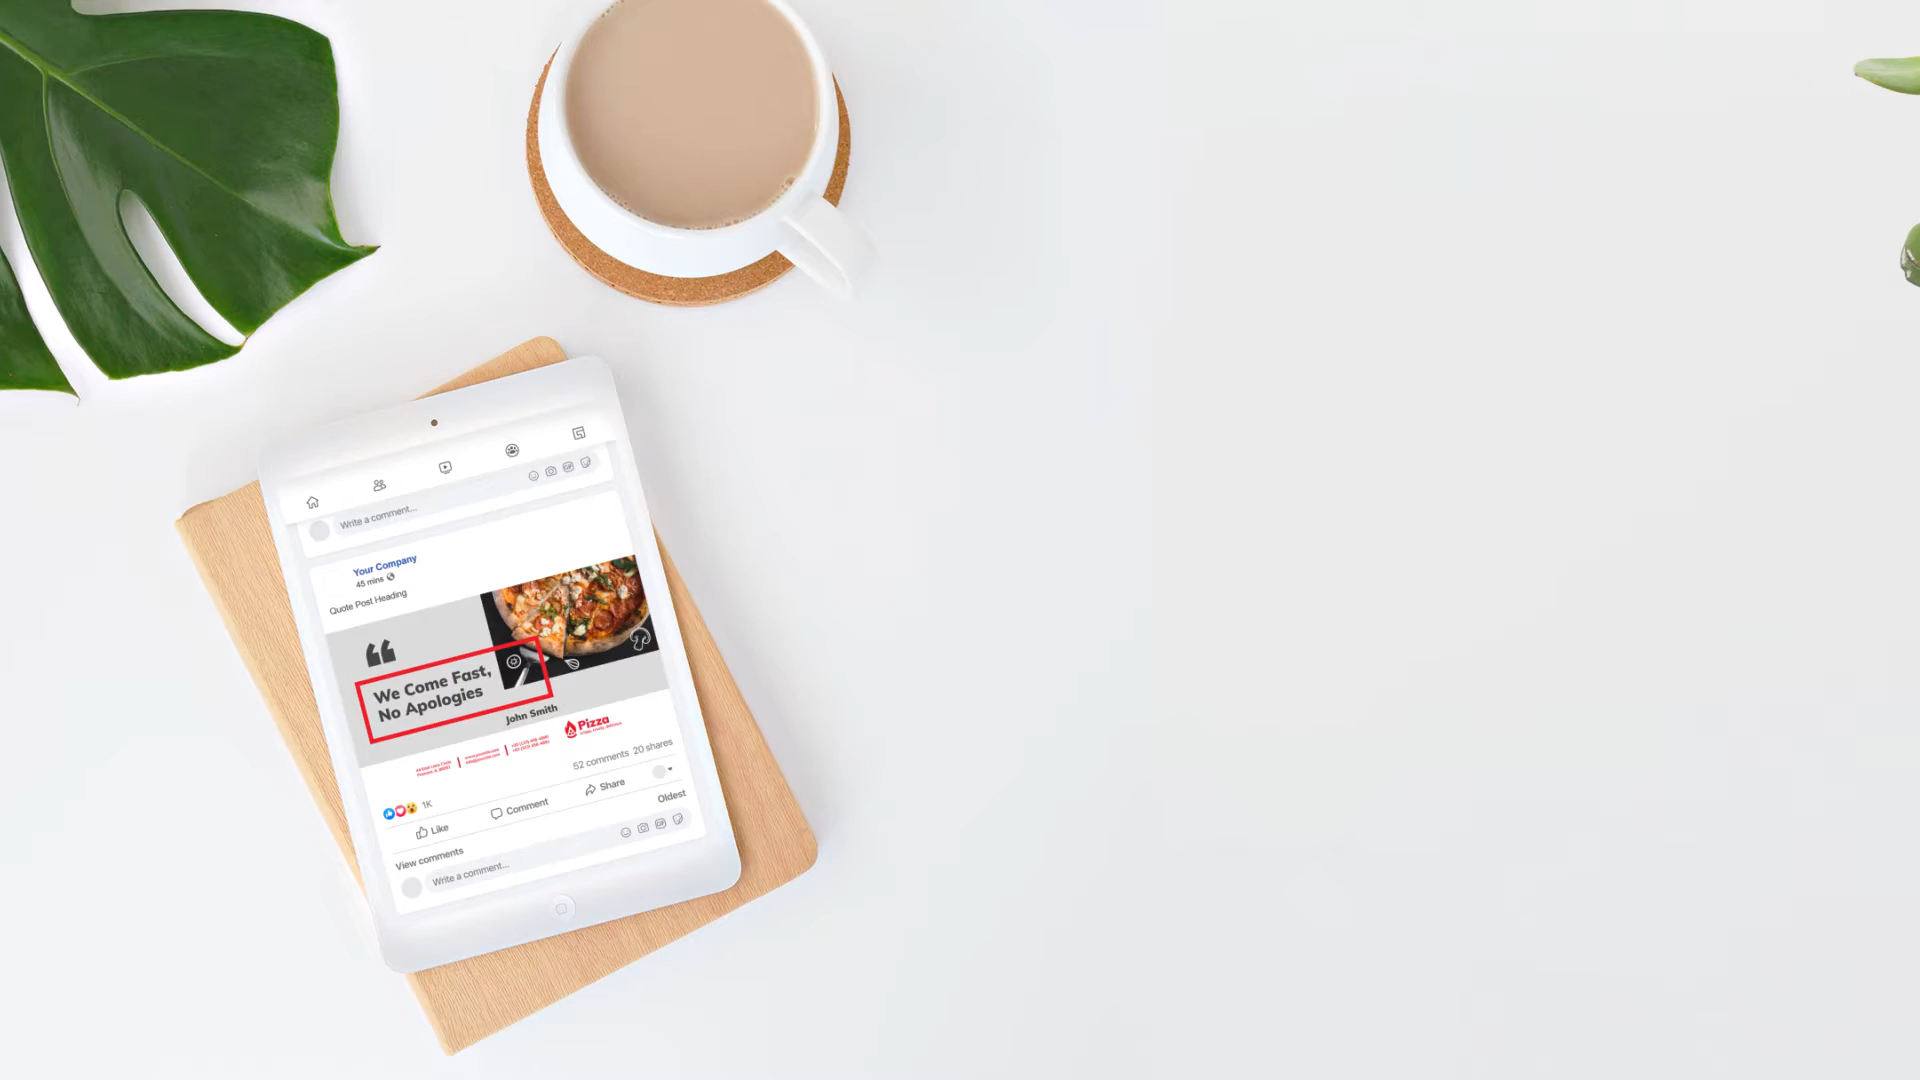 Write a comment...
Your Company
45 mins
Quote Post Heading
We Come Fast,
No Apologies
John Smith
Pizza
52 comments 20 shares
1K
Like
Comment
Share
Oldest
View comments
Write a comment...